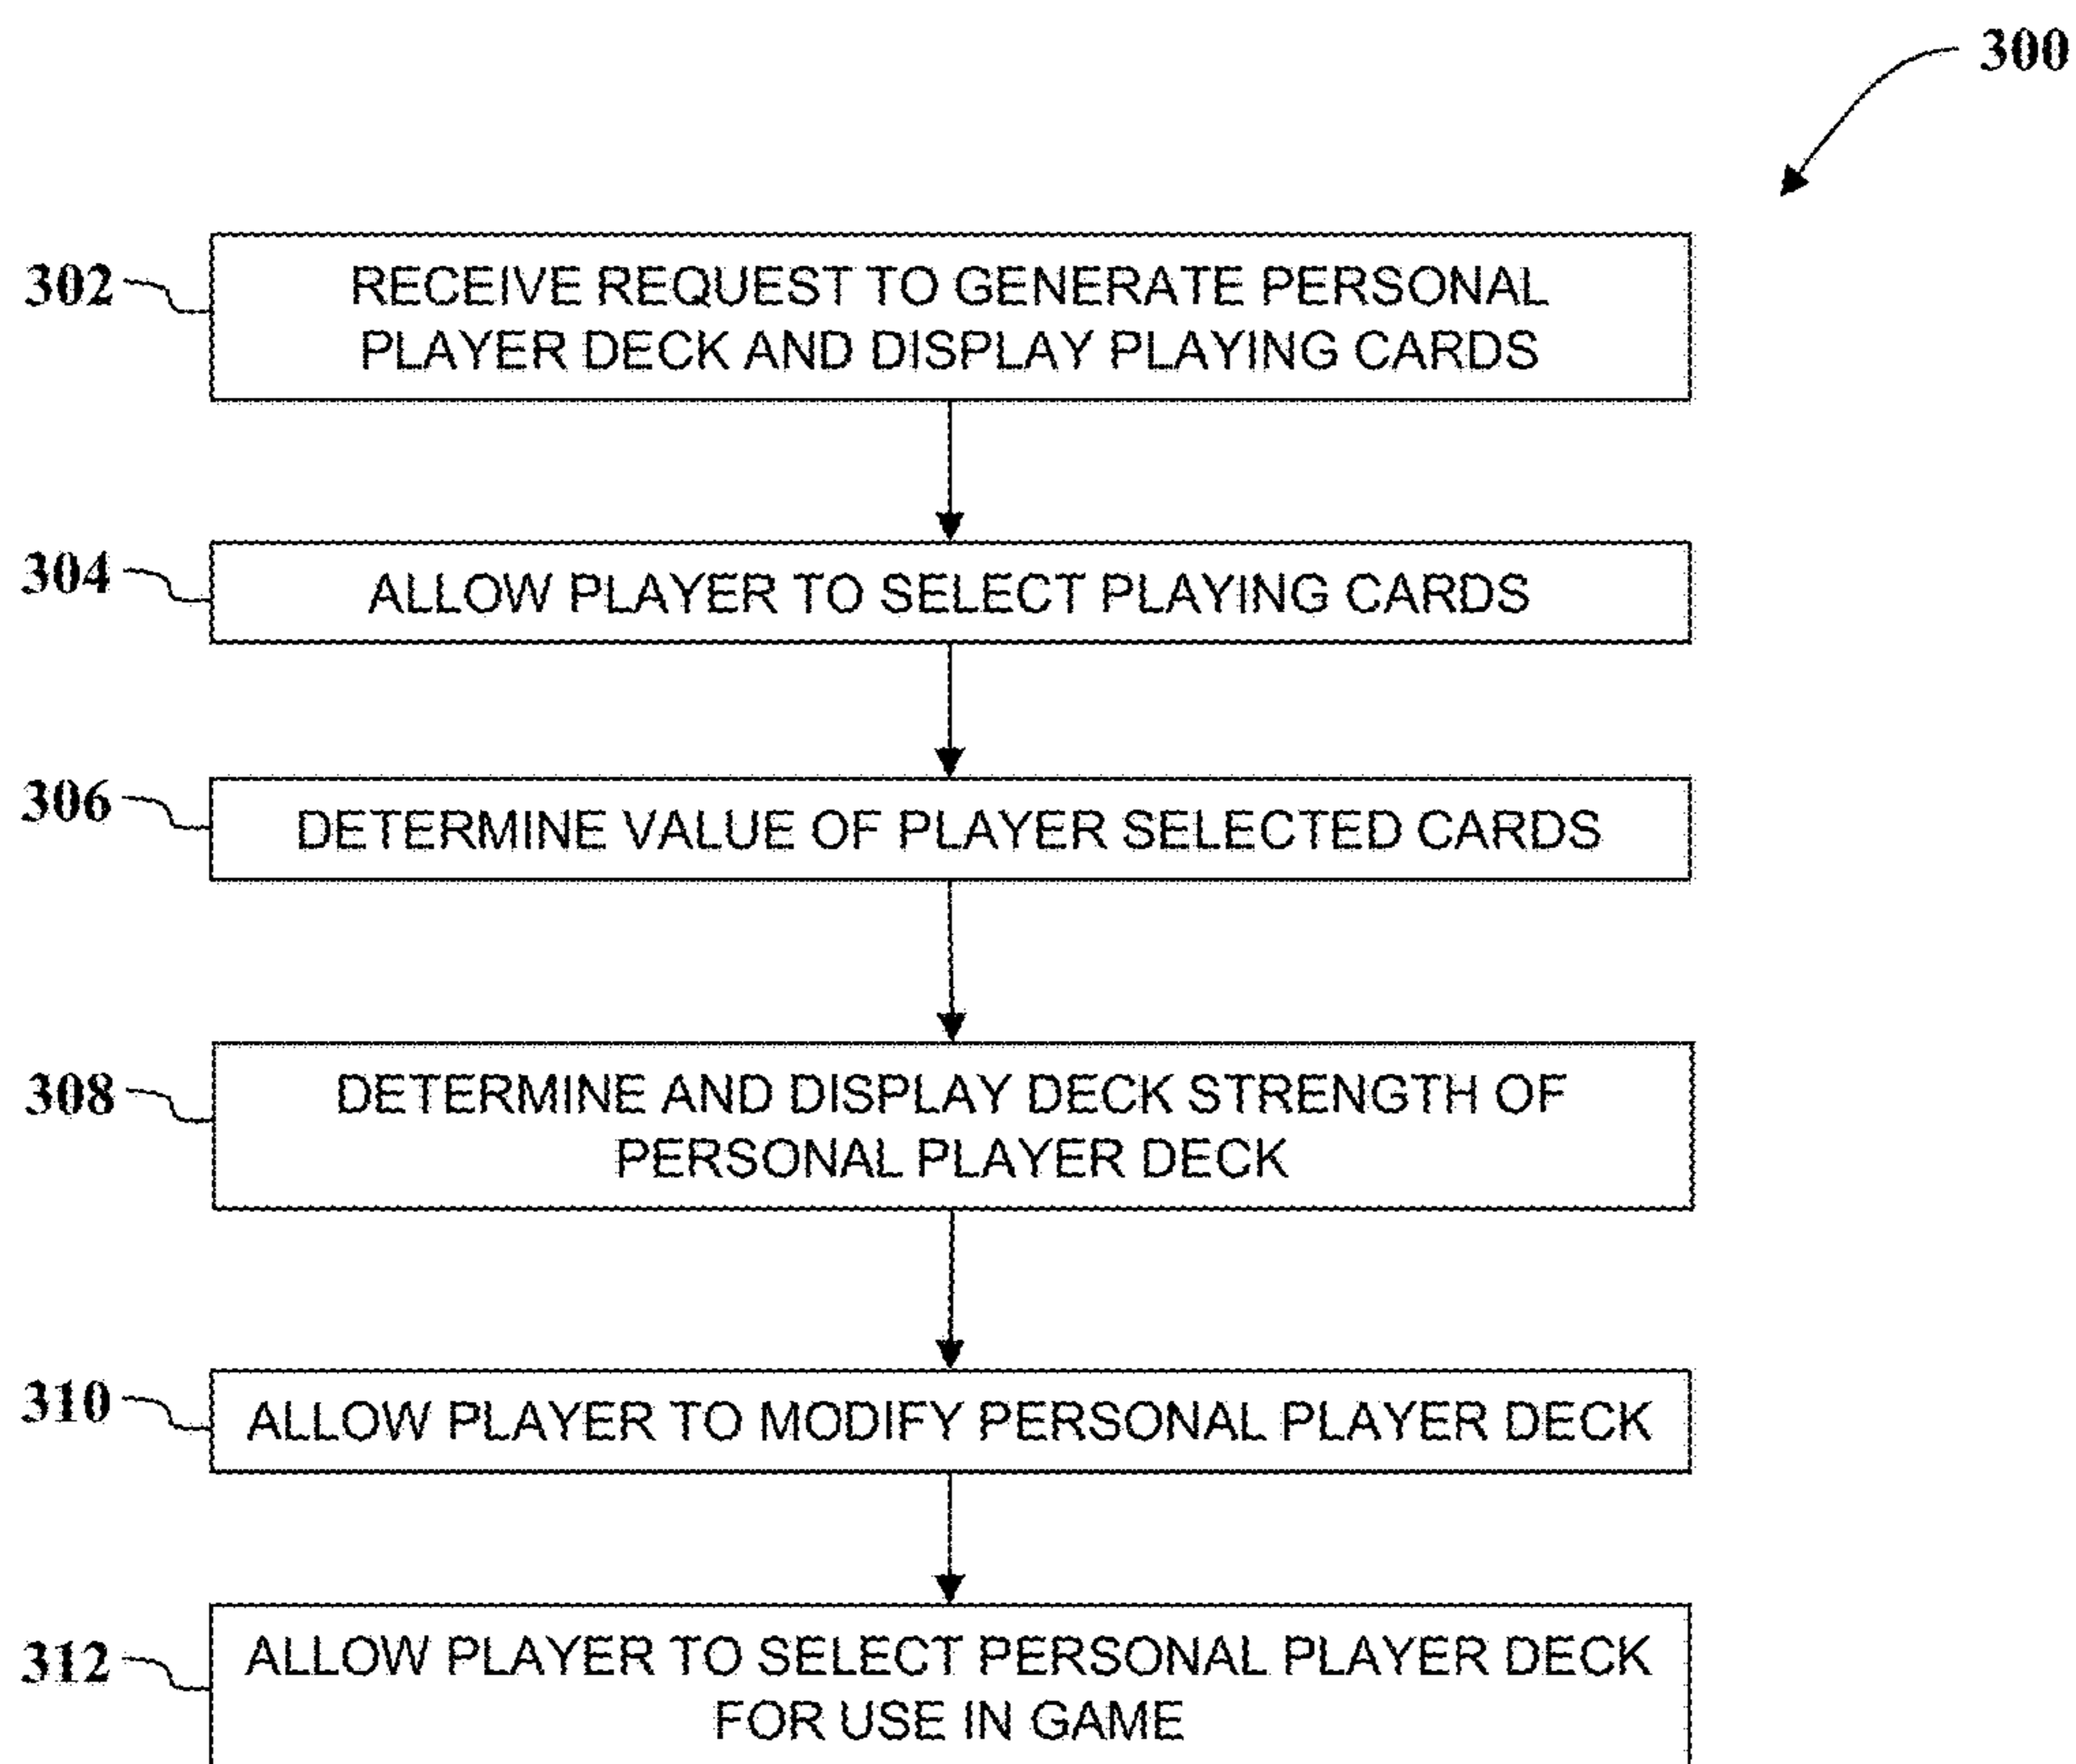 300
302
RECEIVE REQUEST TO GENERATE PERSONAL
PLAYER DECK AND DISPLAY PLAYING CARDS
304
ALLOW PLAYER TO SELECT PLAYING CARDS
306
DETERMINE VALUE OF PLAYER SELECTED CARDS
308
DETERMINE AND DISPLAY DECK STRENGTH OF
PERSONAL PLAYER DECK
310
ALLOW PLAYER TO MODIFY PERSONAL PLAYER DECK
312
ALLOW PLAYER TO SELECT PERSONAL PLAYER DECK
FOR USE IN GAME